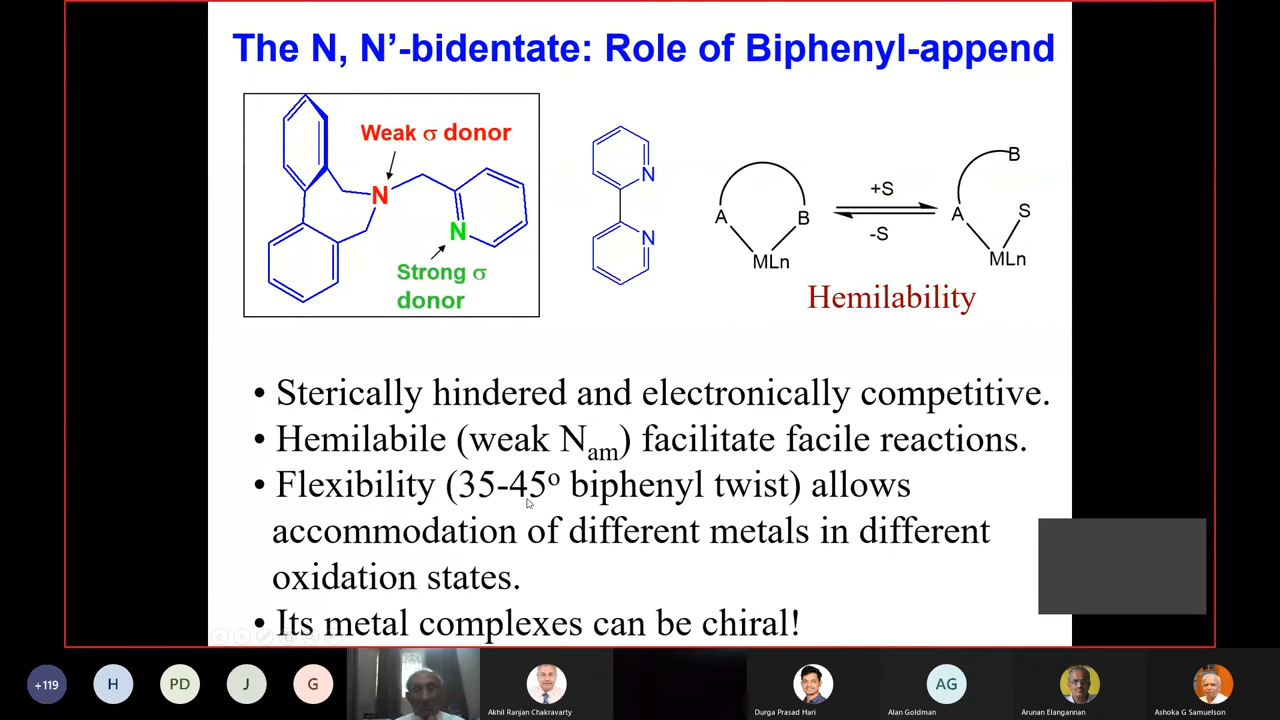 The N, N’-bidentate: Role of Biphenyl-append
Weak σ donor
N
N
Strong σ
donor
N
N
A
B
MLn
+S
-S
B
A
S
MLn
Hemilability
• Sterically hindered and electronically competitive.
• Hemilabile (weak Nam) facilitate facile reactions.
• Flexibility (35-45o biphenyl twist) allows
accommodation of different metals in different
oxidation states.
• Its metal complexes can be chiral!
+119
H
PD
J
G
AG
Akhil Ranjan Chakravarty
Durga Prasad Hari
Alan Goldman
Arunan Elangannan
Ashoka G Samuelson